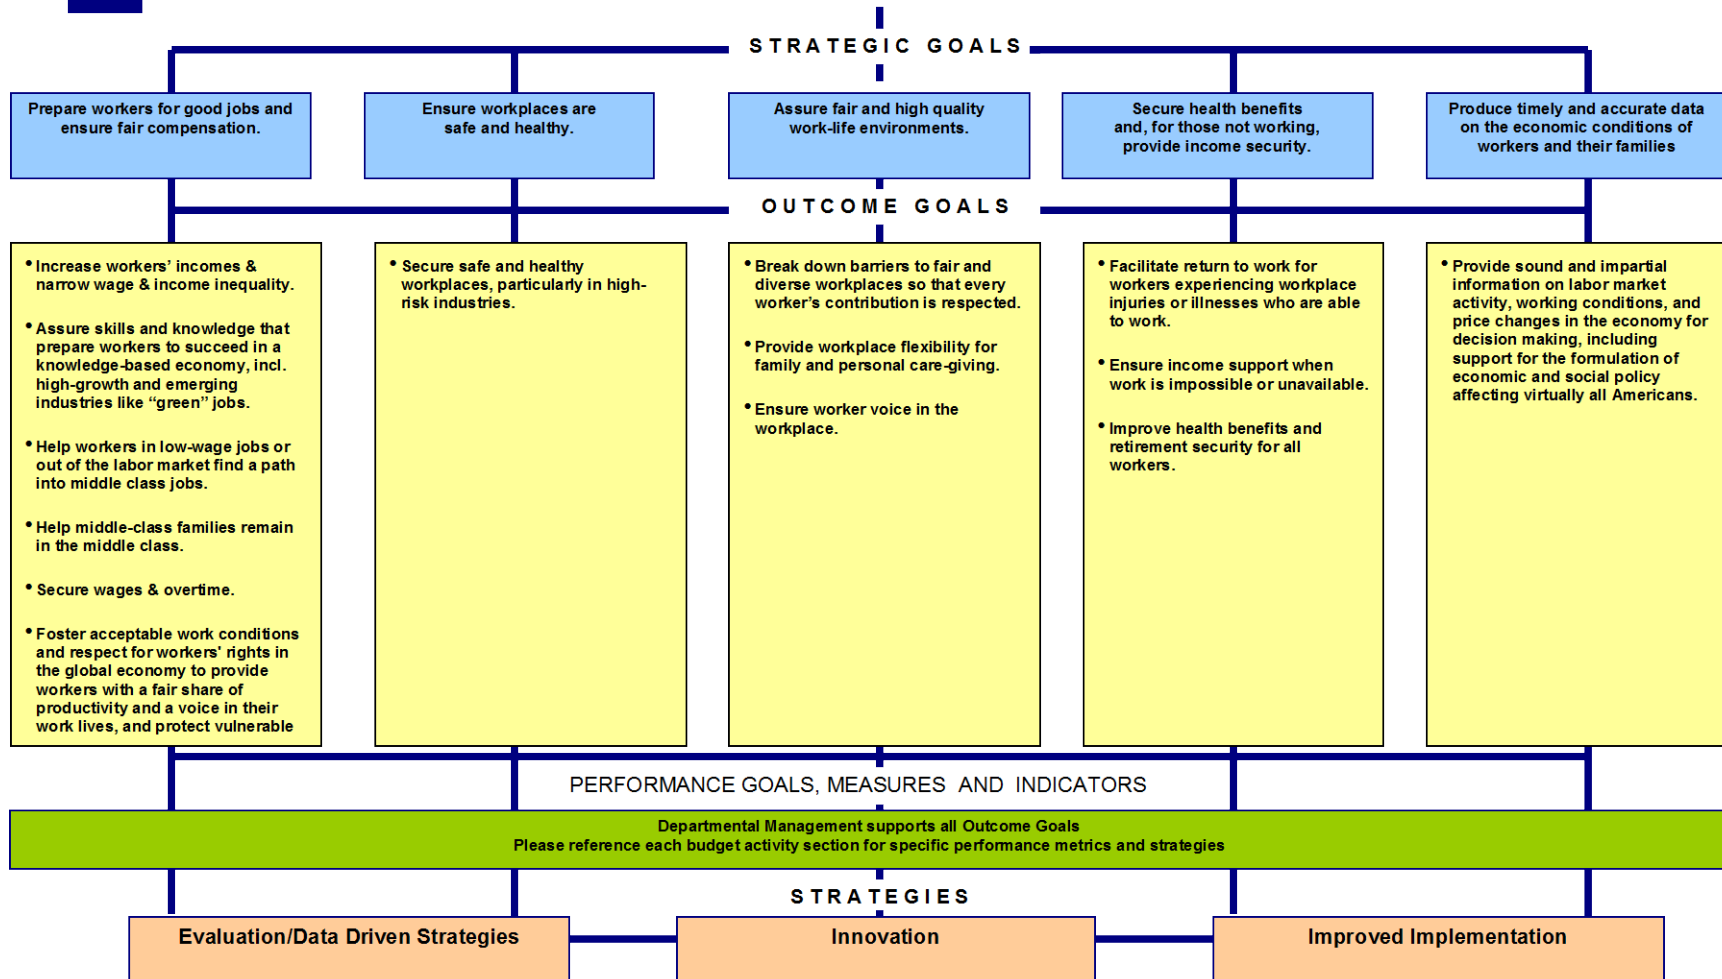 STRATEGIC GOALS
Prepare workers for good jobs and
ensure fair compensation.
Ensure workplaces are
safe and healthy.
Assure fair and high quality
work-life environments.
Secure health benefits
and, for those not working,
provide income security.
Produce timely and accurate data
on the economic conditions of
workers and their families
OUTCOME GOALS
• Increase workers' incomes &
narrow wage & income inequality.
• Assure skills and knowledge that
prepare workers to succeed in a
knowledge-based economy, incl.
high-growth and emerging
industries like “green” jobs.
• Help workers in low-wage jobs or
out of the labor market find a path
into middle class jobs.
• Help middle-class families remain
in the middle class.
• Secure wages & overtime.
• Foster acceptable work conditions
and respect for workers' rights in
the global economy to provide
workers with a fair share of
productivity and a voice in their
work lives, and protect vulnerable
• Secure safe and healthy
workplaces, particularly in high-
risk industries.
• Break down barriers to fair and
diverse workplaces so that every
worker's contribution is respected.
• Provide workplace flexibility for
family and personal care-giving.
• Ensure worker voice in the
workplace.
• Facilitate return to work for
workers experiencing workplace
injuries or illnesses who are able
to work.
• Ensure income support when
work is impossible or unavailable.
• Improve health benefits and
retirement security for all
workers.
• Provide sound and impartial
information on labor market
activity, working conditions, and
price changes in the economy for
decision making, including
support for the formulation of
economic and social policy
affecting virtually all Americans.
PERFORMANCE GOALS, MEASURES AND INDICATORS
Departmental Management supports all Outcome Goals
Please reference each budget activity section for specific performance metrics and strategies
STRATEGIES
Evaluation/Data Driven Strategies
Innovation
Improved Implementation